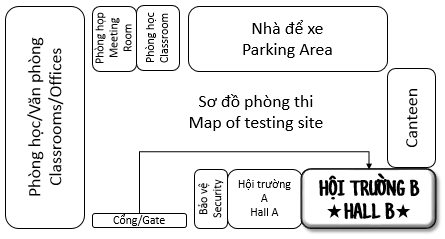 Phòng học/Văn phòng
Classrooms/Offices
Phòng họp
Meeting
Room
Phòng học
Classroom
Nhà để xe
Parking Area
Sơ đồ phòng thi
Map of testing site
Canteen
Cổng/Gate
Bảo vệ
Security
Hội trường
A
Hall A
HỘI TRƯỜNG B
★HALL B★